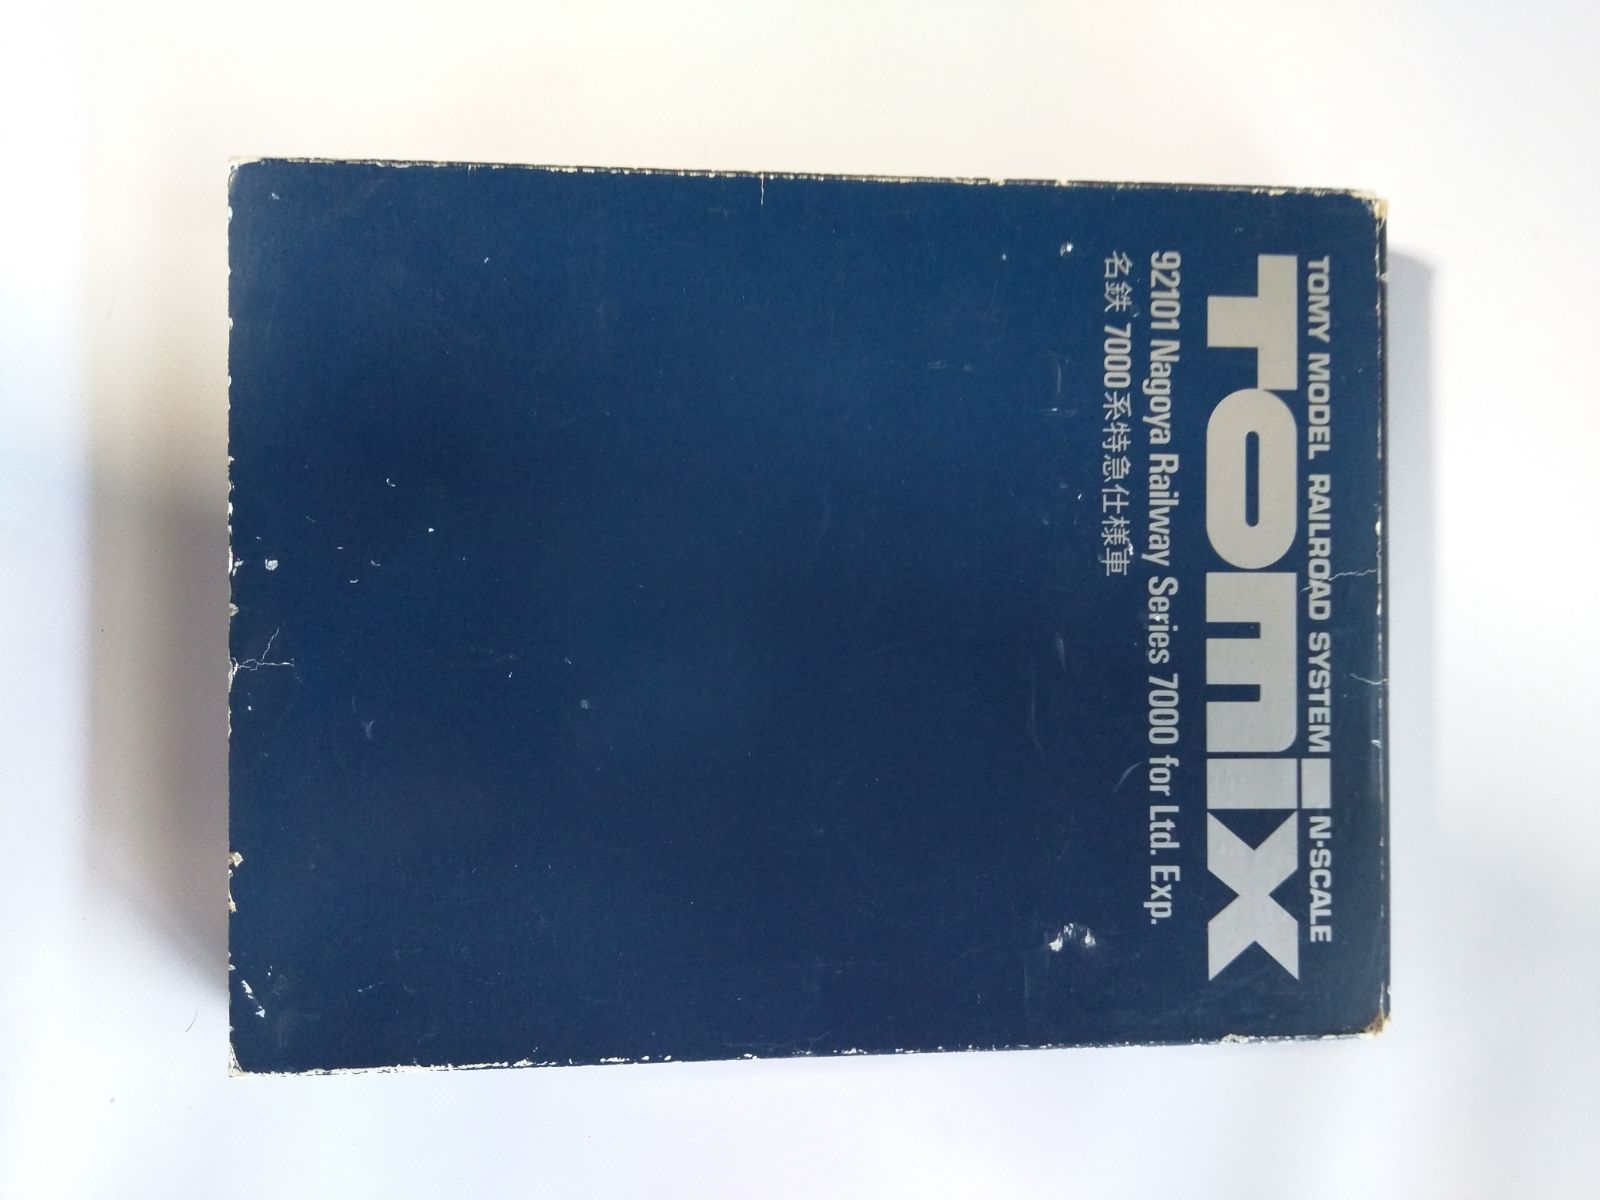 TOMY MODEL RAILROAD SYSTEM N·SCALE
TOMIX
92101 Nagoya Railway Series 7000 for Ltd. Exp.
名鉄 7000系特急仕様車